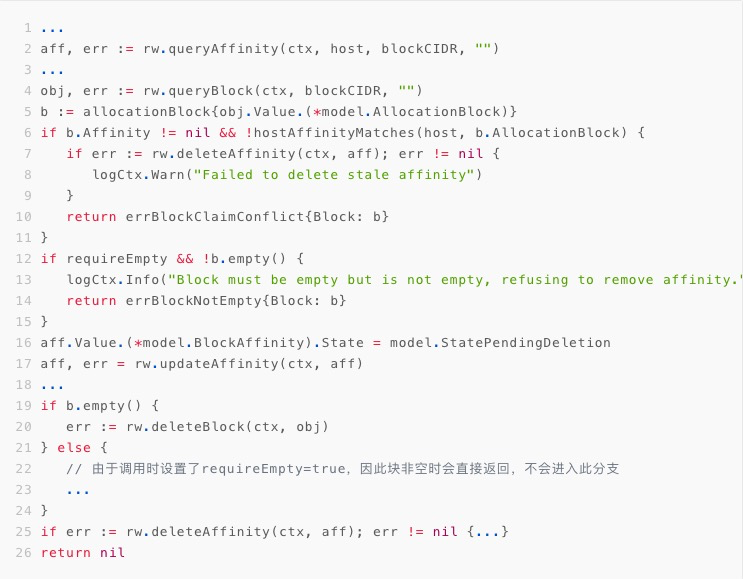 1 ...
2 aff, err := rw.queryAffinity(ctx, host, blockCIDR, "")
3 ...
4 obj, err := rw.queryBlock(ctx, blockCIDR, "")
5 b := allocationBlock{obj.Value.(*model.AllocationBlock)}
6 if b.Affinity != nil && !hostAffinityMatches(host, b.AllocationBlock) {
7    if err := rw.deleteAffinity(ctx, aff); err != nil {
8       logCtx.Warn("Failed to delete stale affinity")
9    }
10    return errBlockClaimConflict{Block: b}
11 }
12 if requireEmpty && !b.empty() {
13    logCtx.Info("Block must be empty but is not empty, refusing to remove affinity."
14    return errBlockNotEmpty{Block: b}
15 }
16 aff.Value.(*model.BlockAffinity).State = model.StatePendingDeletion
17 aff, err = rw.updateAffinity(ctx, aff)
18 ...
19 if b.empty() {
20    err := rw.deleteBlock(ctx, obj)
21 } else {
22    // 由于调用时设置了requireEmpty=true，因此块非空时会直接返回，不会进入此分支
23    ...
24 }
25 if err := rw.deleteAffinity(ctx, aff); err != nil {...}
26 return nil